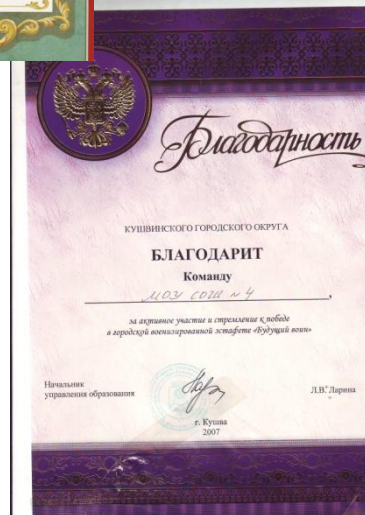 Благодарность
КУШВИНСКОГО ГОРОДСКОГО ОКРУГА
БЛАГОДАРИТ
Команду
МОУ СОШ № 4,
за активное участие и стремление к победе
в городской военизированной эстафете «Будущий воин»
Начальник
управления образования
Л.В. Ларина
г. Кушва
2007